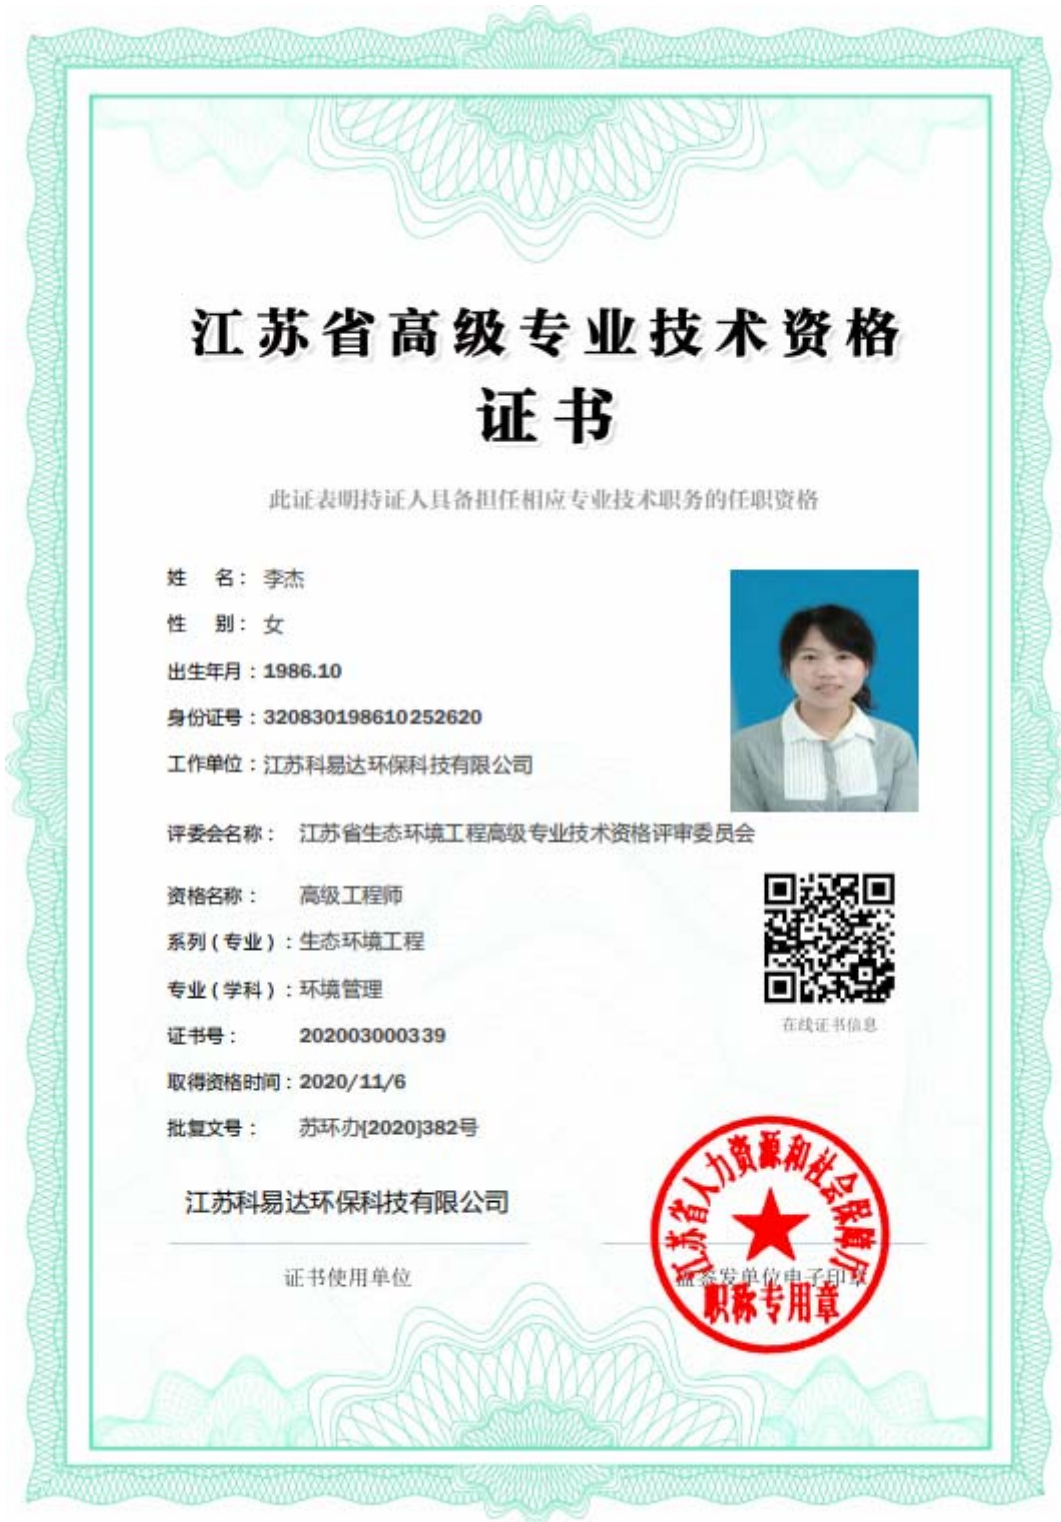 江苏省高级专业技术资格
证书
此证表明持证人具备担任相应专业技术职务的任职资格
姓 名： 李杰
性 别： 女
出生年月：1986.10
身份证号：320830198610252620
工作单位：江苏科易达环保科技有限公司
评委会名称： 江苏省生态环境工程高级专业技术资格评审委员会
资格名称： 高级工程师
系列（专业）：生态环境工程
专业（学科）：环境管理
证书号： 202003000339
取得资格时间：2020/11/6
批复文号： 苏环办[2020]382号
在线证书信息
江苏科易达环保科技有限公司
证书使用单位
江苏省人力资源和社会保障厅
签发单位电子印章
职称专用章